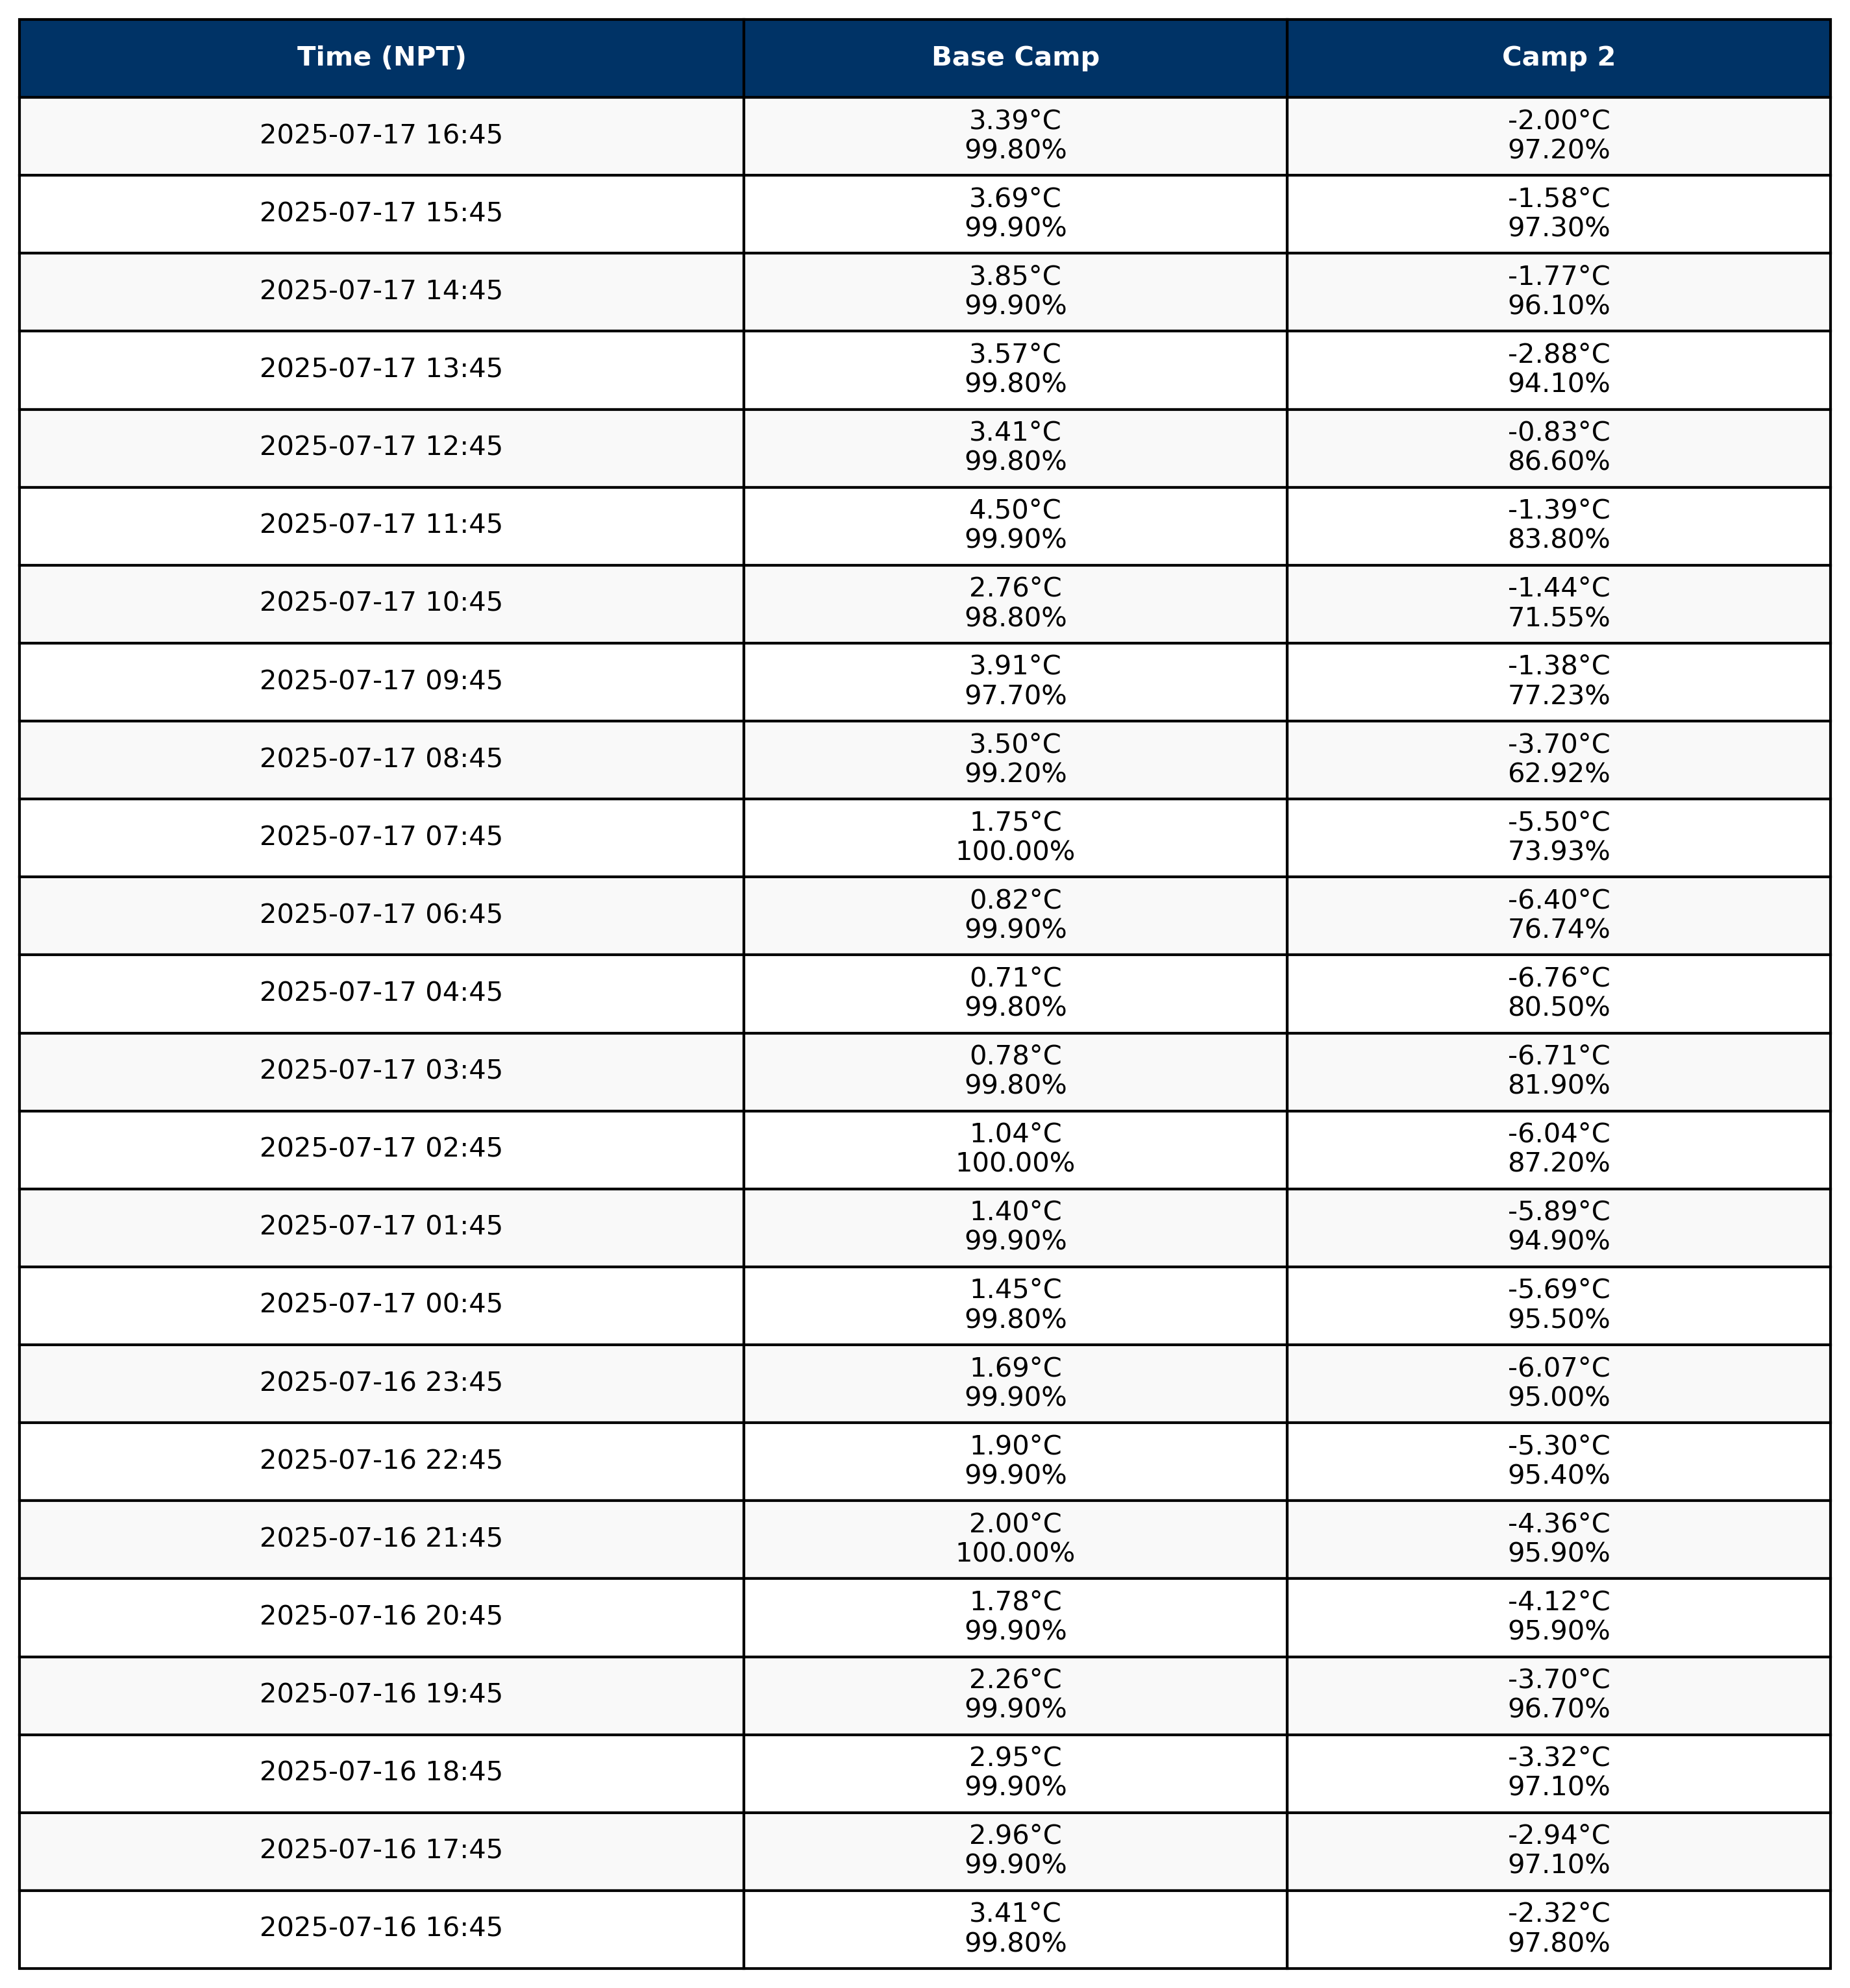 Time (NPT) Base Camp Camp 2
2025-07-17 16:45 3.39°C -2.00°C
99.80% 97.20%
2025-07-17 15:45 3.69°C -1.58°C
99.90% 97.30%
2025-07-17 14:45 3.85°C -1.77°C
99.90% 96.10%
2025-07-17 13:45 3.57°C -2.88°C
99.80% 94.10%
2025-07-17 12:45 3.41°C -0.83°C
99.80% 86.60%
2025-07-17 11:45 4.50°C -1.39°C
99.90% 83.80%
2025-07-17 10:45 2.76°C -1.44°C
98.80% 71.55%
2025-07-17 09:45 3.91°C -1.38°C
97.70% 77.23%
2025-07-17 08:45 3.50°C -3.70°C
99.20% 62.92%
2025-07-17 07:45 1.75°C -5.50°C
100.00% 73.93%
2025-07-17 06:45 0.82°C -6.40°C
99.90% 76.74%
2025-07-17 04:45 0.71°C -6.76°C
99.80% 80.50%
2025-07-17 03:45 0.78°C -6.71°C
99.80% 81.90%
2025-07-17 02:45 1.04°C -6.04°C
100.00% 87.20%
2025-07-17 01:45 1.40°C -5.89°C
99.90% 94.90%
2025-07-17 00:45 1.45°C -5.69°C
99.80% 95.50%
2025-07-16 23:45 1.69°C -6.07°C
99.90% 95.00%
2025-07-16 22:45 1.90°C -5.30°C
99.90% 95.40%
2025-07-16 21:45 2.00°C -4.36°C
100.00% 95.90%
2025-07-16 20:45 1.78°C -4.12°C
99.90% 95.90%
2025-07-16 19:45 2.26°C -3.70°C
99.90% 96.70%
2025-07-16 18:45 2.95°C -3.32°C
99.90% 97.10%
2025-07-16 17:45 2.96°C -2.94°C
99.90% 97.10%
2025-07-16 16:45 3.41°C -2.32°C
99.80% 97.80%